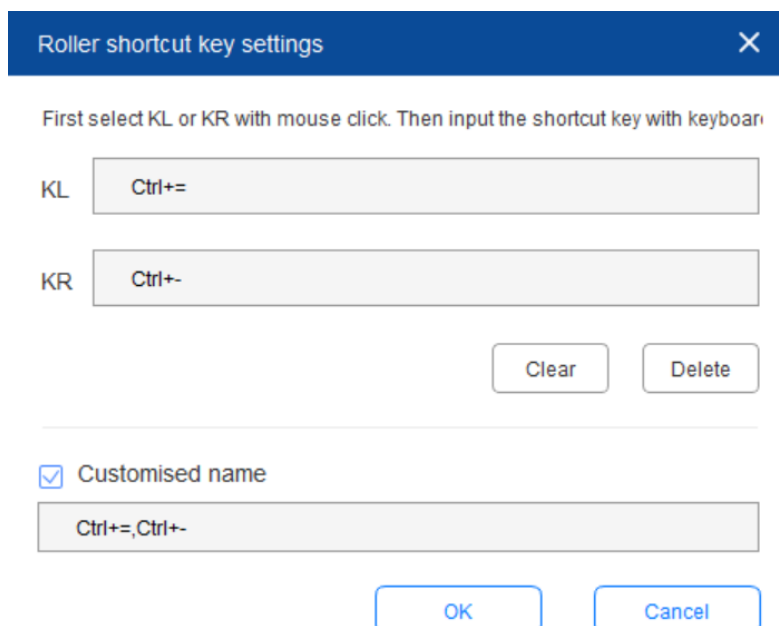 Roller shortcut key settings
First select KL or KR with mouse click. Then input the shortcut key with
KL Ctrl+=
KR Ctrl+-
Clear Delete
Customised name
Ctrl+=,Ctrl+-
OK Cancel